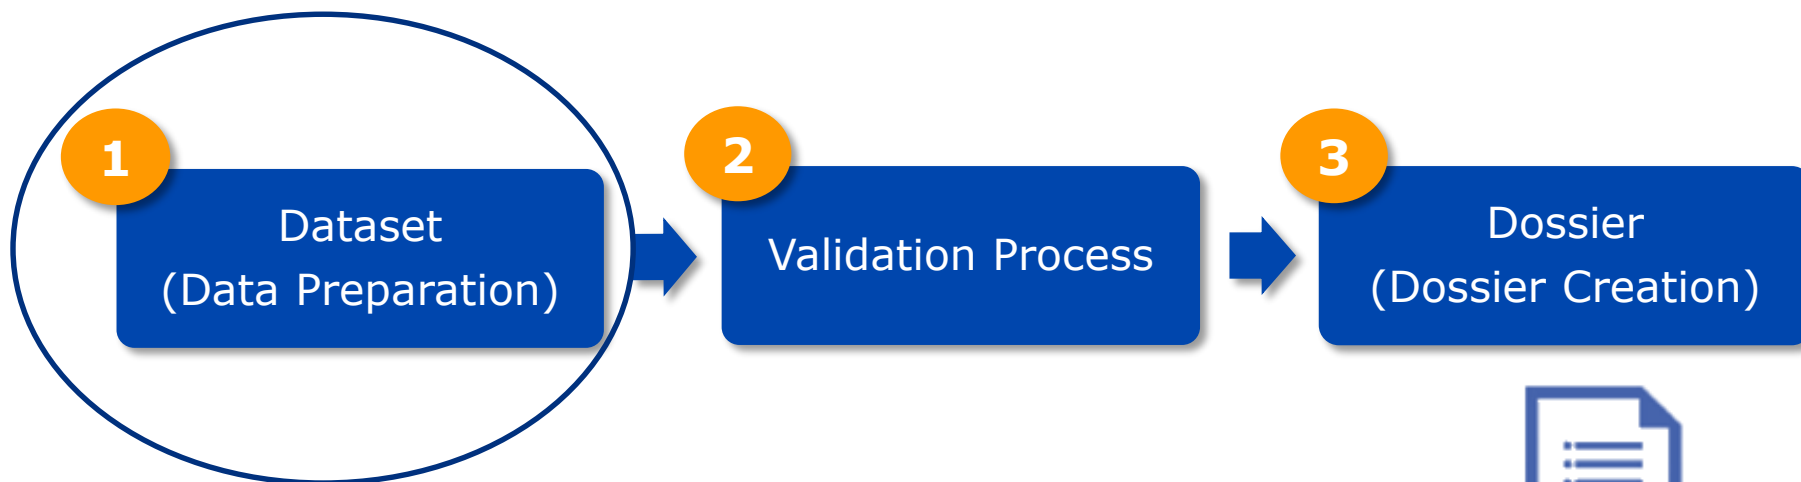 1
Dataset
(Data Preparation)
2
Validation Process
3
Dossier
(Dossier Creation)